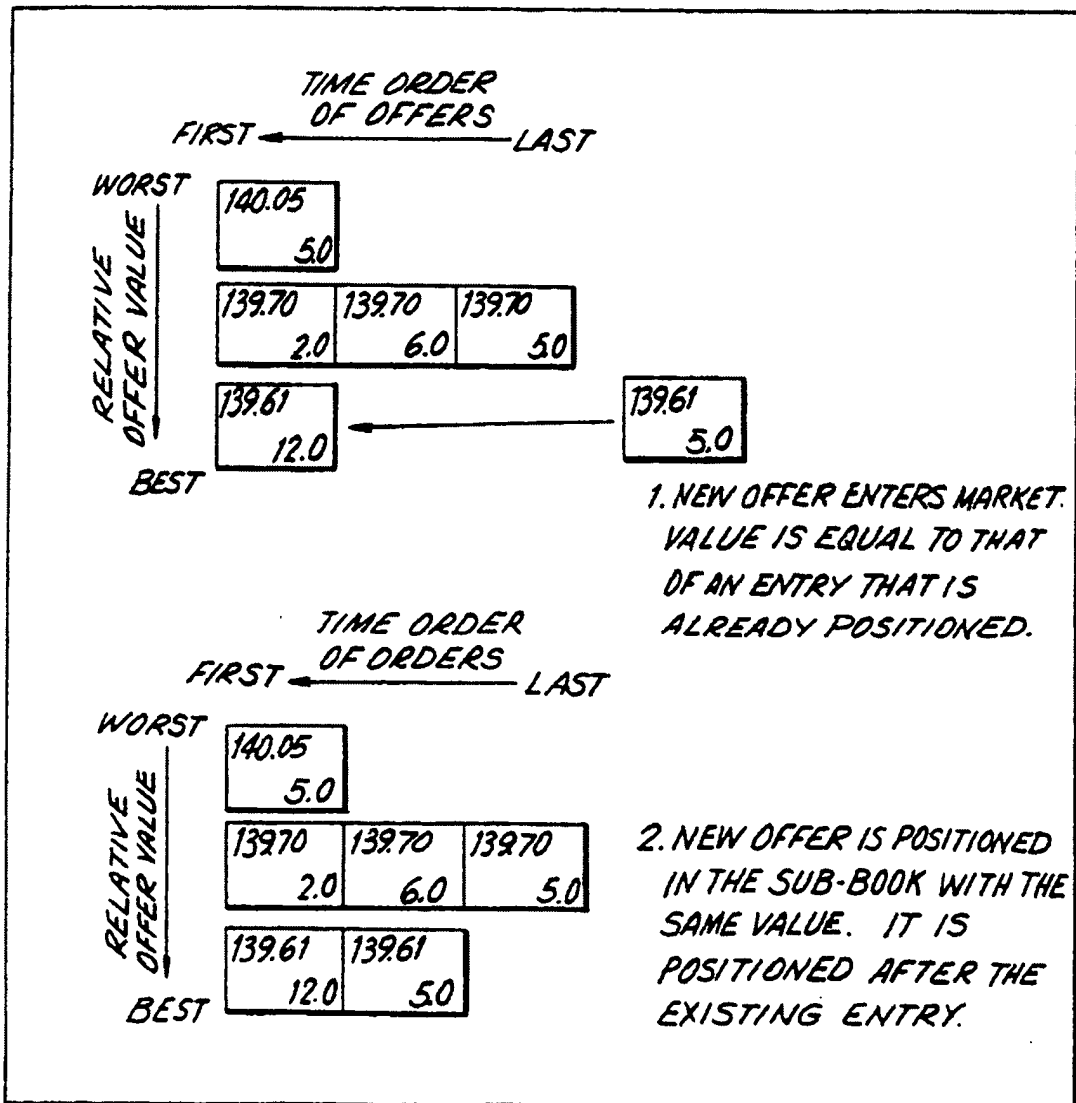 TIME ORDER
OF OFFERS
FIRST LAST
WORST
RELATIVE
OFFER VALUE
BEST
140.05
5.0
139.70 139.70 139.70
2.0 6.0 5.0
139.61 139.61
12.0 5.0
1. NEW OFFER ENTERS MARKET.
VALUE IS EQUAL TO THAT
OF AN ENTRY THAT IS
ALREADY POSITIONED.
TIME ORDER
OF ORDERS
FIRST LAST
WORST
RELATIVE
OFFER VALUE
BEST
140.05
5.0
139.70 139.70 139.70
2.0 6.0 5.0
139.61 139.61
12.0 5.0
2. NEW OFFER IS POSITIONED
IN THE SUB-BOOK WITH THE
SAME VALUE. IT IS
POSITIONED AFTER THE
EXISTING ENTRY.